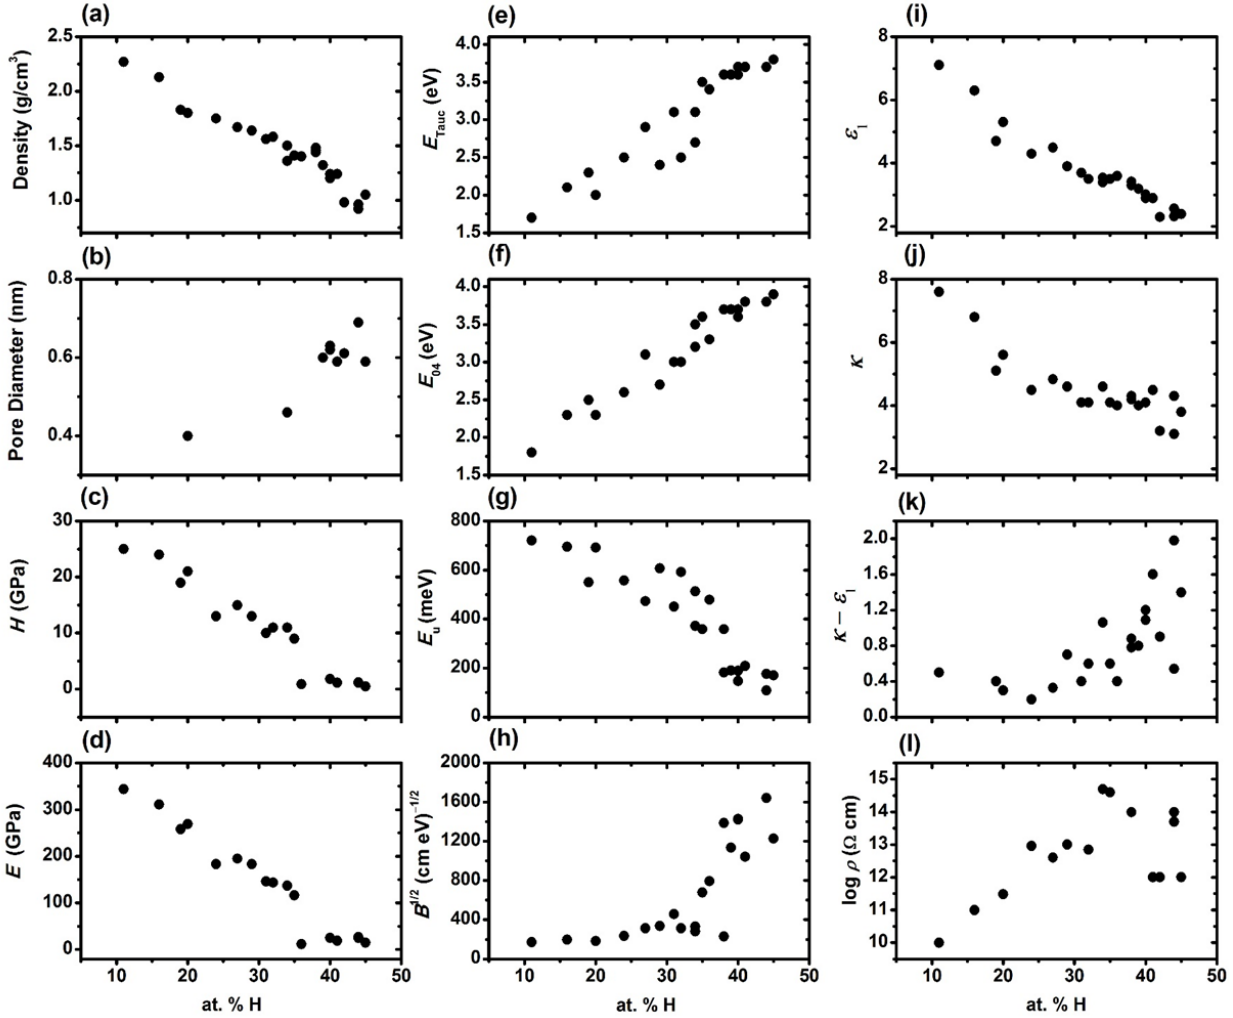 (a)
2.5
2.0
1.5
1.0
Density (g/cm³)
(b)
0.8
0.6
0.4
Pore Diameter (nm)
(c)
30
20
10
0
H (GPa)
(d)
400
300
200
100
0
E (GPa)
10 20 30 40 50
at. % H
(e)
4.0
3.5
3.0
2.5
2.0
1.5
E_Tauc (eV)
(f)
4.0
3.5
3.0
2.5
2.0
1.5
E_04 (eV)
(g)
800
600
400
200
0
E_u (meV)
(h)
2000
1600
1200
800
400
0
B^1/2 (cm eV)^−1/2
10 20 30 40 50
at. % H
(i)
8
6
4
2
ε_1
(j)
8
6
4
2
κ
(k)
2.0
1.6
1.2
0.8
0.4
0.0
κ − ε_1
(l)
15
14
13
12
11
10
log ρ (Ω cm)
10 20 30 40 50
at. % H